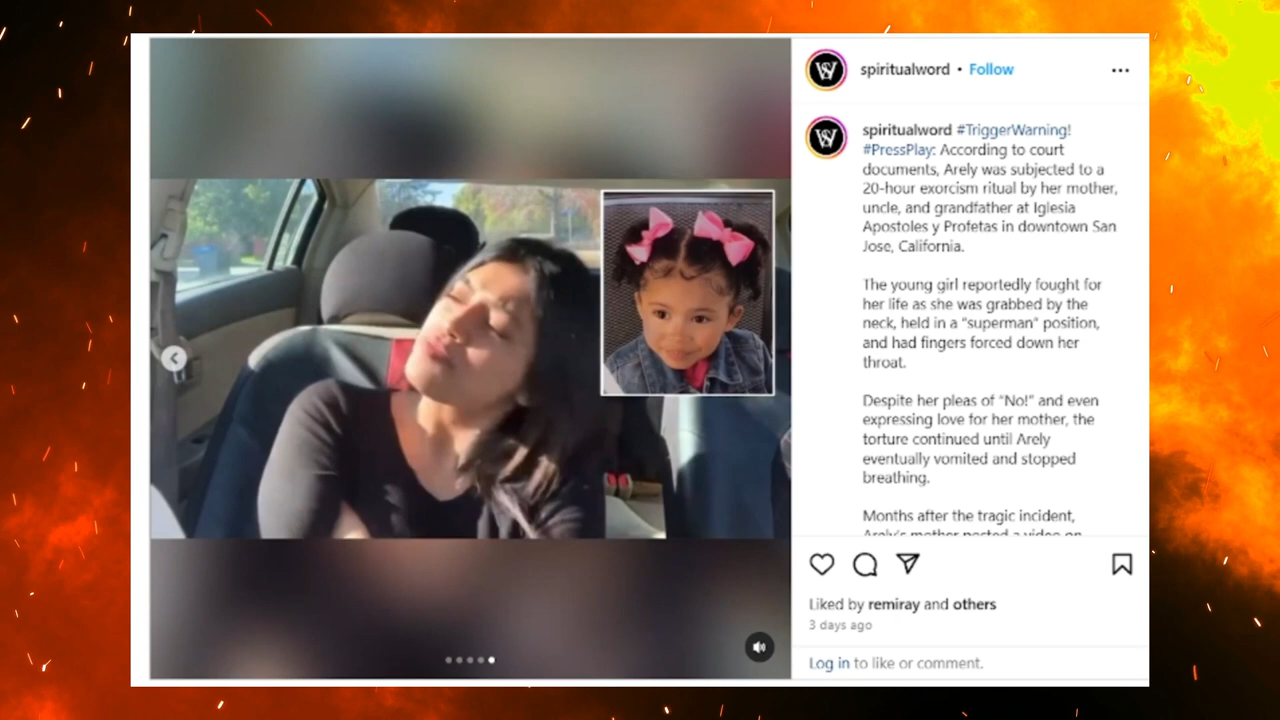 spiritualword • Follow
spiritualword #TriggerWarning!
#PressPlay: According to court
documents, Arely was subjected to a
20-hour exorcism ritual by her mother,
uncle, and grandfather at Iglesia
Apostoles y Profetas in downtown San
Jose, California.
The young girl reportedly fought for
her life as she was grabbed by the
neck, held in a “superman” position,
and had fingers forced down her
throat.
Despite her pleas of “No!” and even
expressing love for her mother, the
torture continued until Arely
eventually vomited and stopped
breathing.
Months after the tragic incident,
Arely's mother posted a video on
Liked by remiray and others
3 days ago
Log in to like or comment.